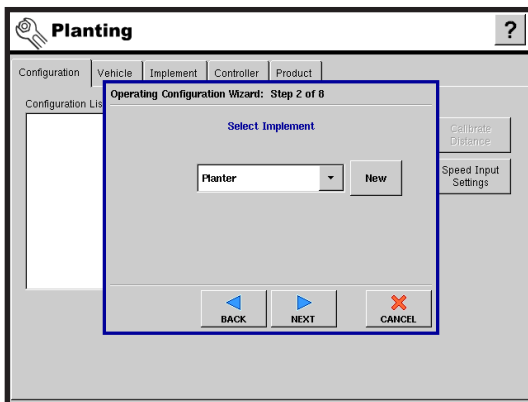 Planting
?
Configuration Vehicle Implement Controller Product
Configuration Lis
Operating Configuration Wizard: Step 2 of 8
Select Implement
Planter
New
Calibrate
Distance
Speed Input
Settings
BACK NEXT CANCEL